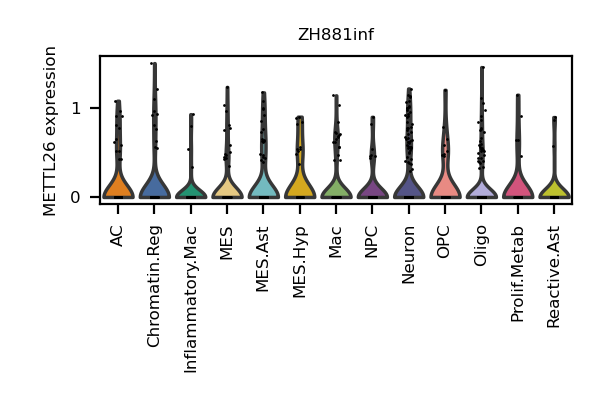 ZH881inf
METTL26 expression
1
0
AC
Chromatin.Reg
Inflammatory.Mac
MES
MES.Ast
MES.Hyp
Mac
NPC
Neuron
OPC
Oligo
Prolif.Metab
Reactive.Ast